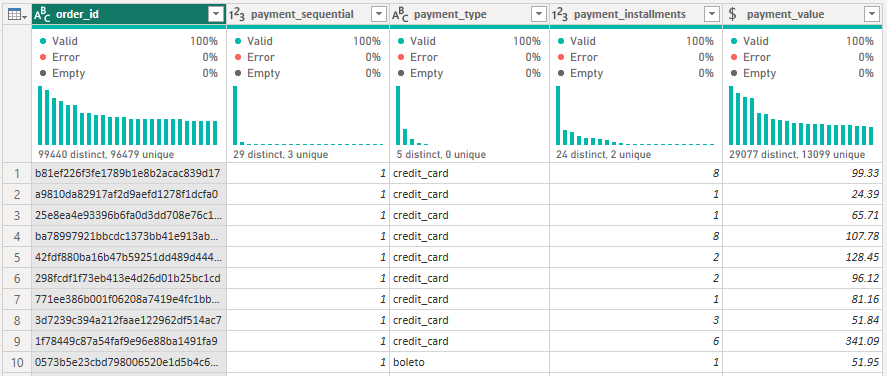 ABC order_id 123 payment_sequential ABC payment_type 123 payment_installments $ payment_value
Valid 100% Valid 100% Valid 100% Valid 100% Valid 100%
Error 0% Error 0% Error 0% Error 0% Error 0%
Empty 0% Empty 0% Empty 0% Empty 0% Empty 0%
99440 distinct, 96479 unique 29 distinct, 3 unique 5 distinct, 0 unique 24 distinct, 2 unique 29077 distinct, 13099 unique
1 b81ef226f3fe1789b1e8b2acac839d17 1 credit_card 8 99.33
2 a9810da82917af2d9aefd1278f1dcfa0 1 credit_card 1 24.39
3 25e8ea4e93396b6fa0d3dd708e76c1... 1 credit_card 1 65.71
4 ba78997921bbcdc1373bb41e913ab... 1 credit_card 8 107.78
5 42fdf880ba16b47b59251dd489d444... 1 credit_card 2 128.45
6 298fcdf1f73eb413e4d26d01b25bc1cd 1 credit_card 2 96.12
7 771ee386b001f06208a7419e4fc1bb... 1 credit_card 1 81.16
8 3d7239c394a212faae122962df514ac7 1 credit_card 3 51.84
9 1f78449c87a54faf9e96e88ba1491fa9 1 credit_card 6 341.09
10 0573b5e23cbd798006520e1d5b4c6... 1 boleto 1 51.95